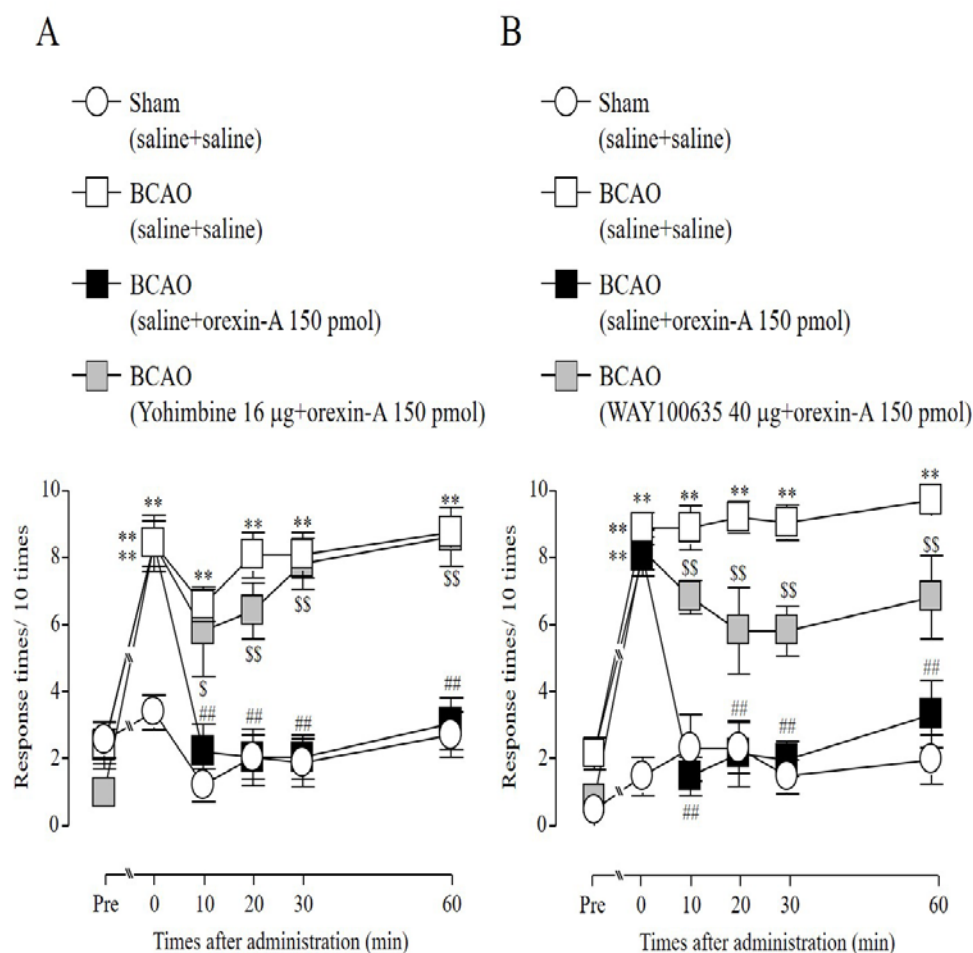 A
Sham
(saline+saline)
BCAO
(saline+saline)
BCAO
(saline+orexin-A 150 pmol)
BCAO
(Yohimbine 16 μg+orexin-A 150 pmol)
Response times/ 10 times
10
8
6
4
2
0
**
**
**
**
**
**
**
$
$$
$$
$$
##
##
##
##
Pre
0
10
20
30
60
Times after administration (min)
B
Sham
(saline+saline)
BCAO
(saline+saline)
BCAO
(saline+orexin-A 150 pmol)
BCAO
(WAY100635 40 μg+orexin-A 150 pmol)
Response times/ 10 times
10
8
6
4
2
0
**
**
**
**
**
**
**
$$
$$
$$
$$
##
##
##
##
Pre
0
10
20
30
60
Times after administration (min)